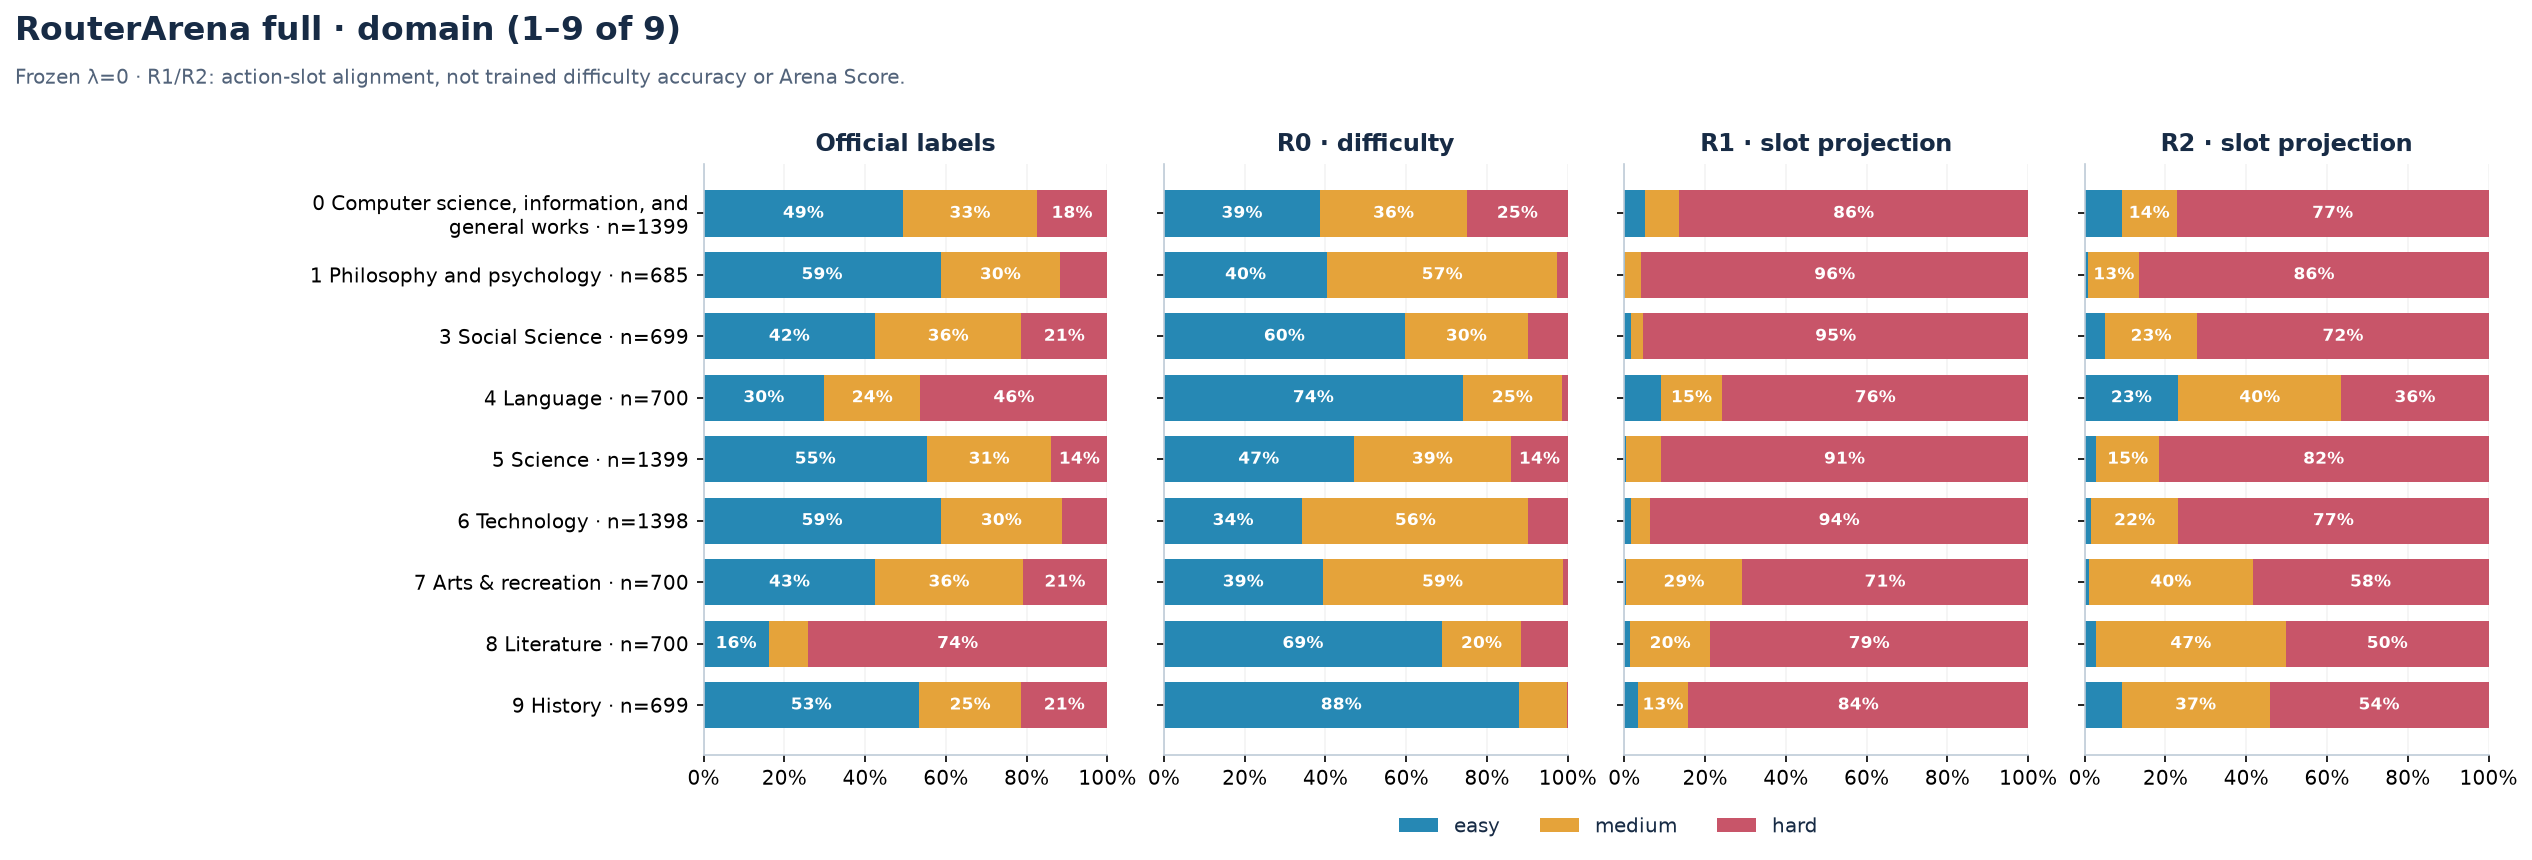 RouterArena full · domain (1–9 of 9)
Frozen λ=0 · R1/R2: action-slot alignment, not trained difficulty accuracy or Arena Score.
Official labels
R0 · difficulty
R1 · slot projection
R2 · slot projection
0 Computer science, information, and
general works · n=1399
49% 33% 18% 39% 36% 25% 86% 14% 77%
1 Philosophy and psychology · n=685 59% 30% 40% 57% 96% 13% 86%
3 Social Science · n=699 42% 36% 21% 60% 30% 95% 23% 72%
4 Language · n=700 30% 24% 46% 74% 25% 15% 76% 23% 40% 36%
5 Science · n=1399 55% 31% 14% 47% 39% 14% 91% 15% 82%
6 Technology · n=1398 59% 30% 34% 56% 94% 22% 77%
7 Arts & recreation · n=700 43% 36% 21% 39% 59% 29% 71% 40% 58%
8 Literature · n=700 16% 74% 69% 20% 20% 79% 47% 50%
9 History · n=699 53% 25% 21% 88% 13% 84% 37% 54%
0% 20% 40% 60% 80% 100% 0% 20% 40% 60% 80% 100% 0% 20% 40% 60% 80% 100% 0% 20% 40% 60% 80% 100%
easy medium hard